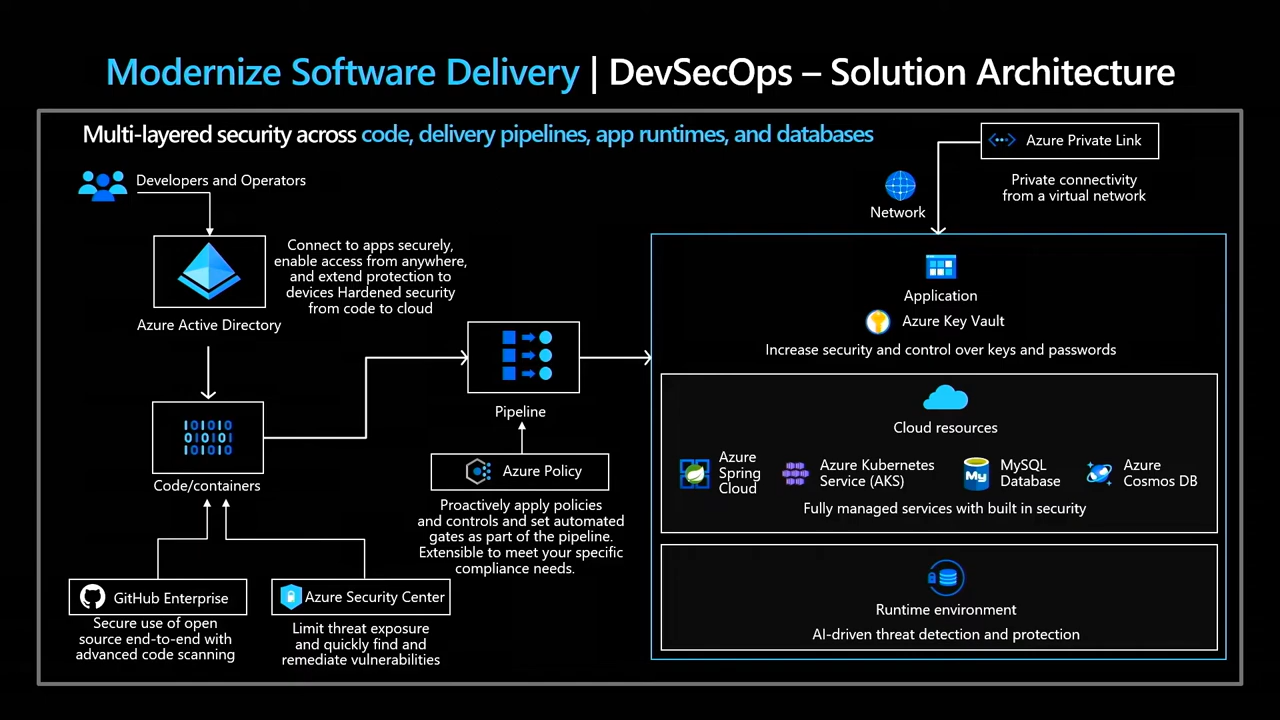 Modernize Software Delivery | DevSecOps – Solution Architecture
Multi-layered security across code, delivery pipelines, app runtimes, and databases
Developers and Operators
Azure Active Directory
Connect to apps securely,
enable access from anywhere,
and extend protection to
devices Hardened security
from code to cloud
101010
010101
101010
Code/containers
GitHub Enterprise
Secure use of open
source end-to-end with
advanced code scanning
Azure Security Center
Limit threat exposure
and quickly find and
remediate vulnerabilities
Pipeline
Azure Policy
Proactively apply policies
and controls and set automated
gates as part of the pipeline.
Extensible to meet your specific
compliance needs.
Network
Azure Private Link
Private connectivity
from a virtual network
Application
Azure Key Vault
Increase security and control over keys and passwords
Cloud resources
Azure
Spring
Cloud
Azure Kubernetes
Service (AKS)
My
MySQL
Database
Azure
Cosmos DB
Fully managed services with built in security
Runtime environment
AI-driven threat detection and protection